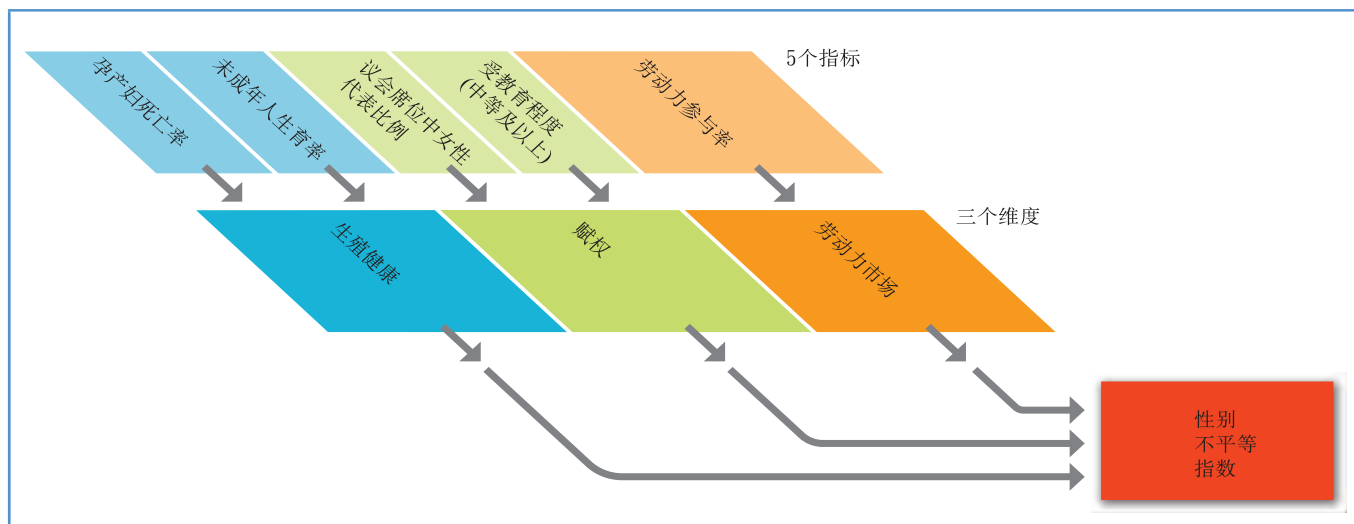 5个指标
孕产妇死亡率
未成年人生育率
议会席位中女性
代表比例
受教育程度
(中等及以上)
劳动力参与率
三个维度
生殖健康
赋权
劳动力市场
性别
不平等
指数